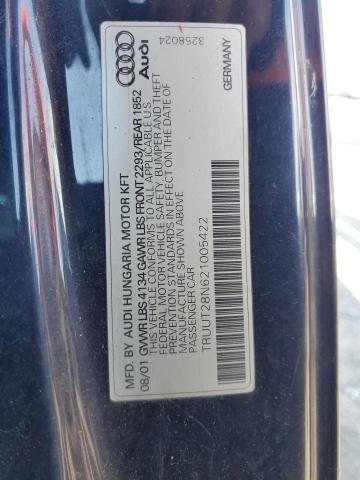 Audi
3258024
GERMANY
MFD. BY AUDI HUNGARIA MOTOR KFT
08/01 GVWR LBS 4134 GAWR LBS FRONT 2293/REAR 1852
THIS VEHICLE CONFORMS TO ALL APPLICABLE U.S
FEDERAL MOTOR VEHICLE SAFETY, BUMPER AND THEFT
PREVENTION STANDARDS IN EFFECT ON THE DATE OF
MANUFACTURE SHOWN ABOVE
PASSENGER CAR
TRUUT28N621005422